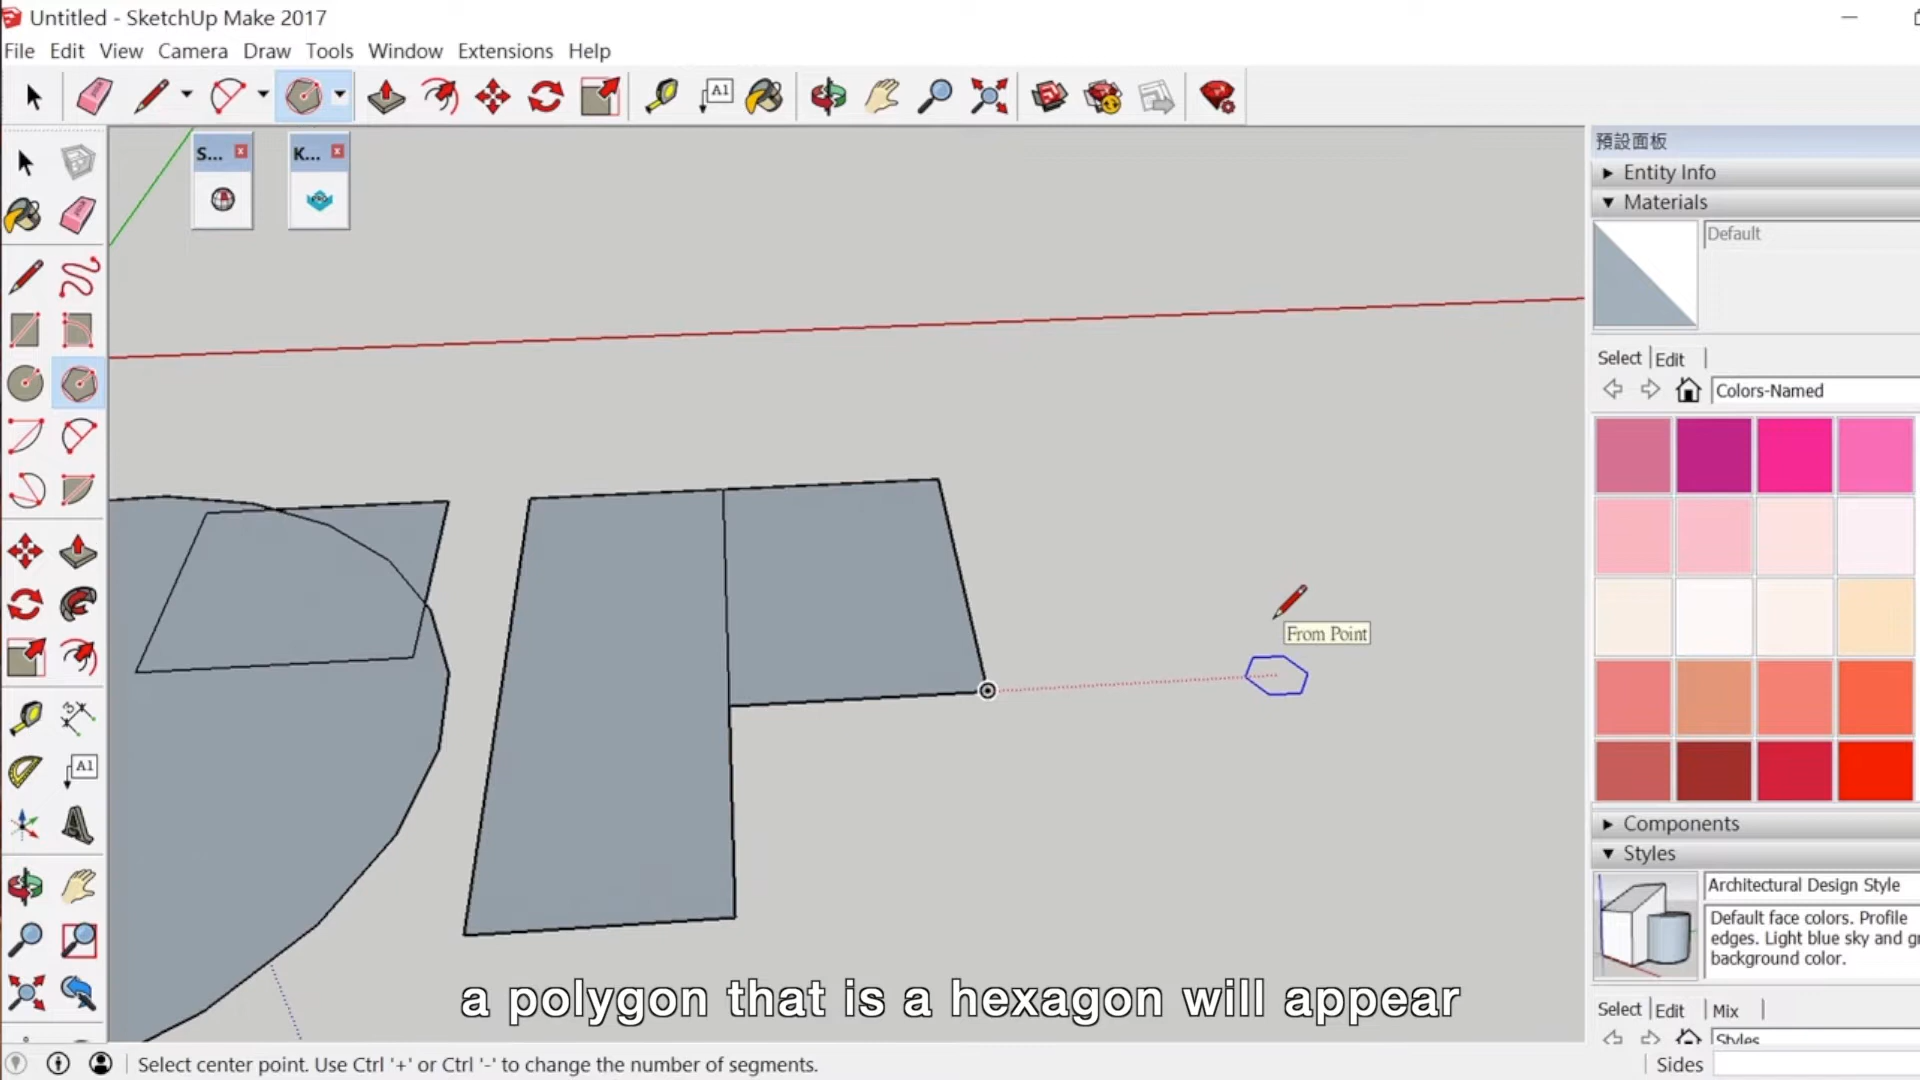 Untitled - SketchUp Make 2017
File Edit View Camera Draw Tools Window Extensions Help
A1
S... K...
預設面板
Entity Info
Materials
Default
Select Edit
Colors-Named
From Point
A1
Components
Styles
Architectural Design Style
Default face colors. Profile
edges. Light blue sky and
background color.
a polygon that is a hexagon will appear
Select Edit Mix
Styles
Select center point. Use Ctrl '+' or Ctrl '-' to change the number of segments.
Sides